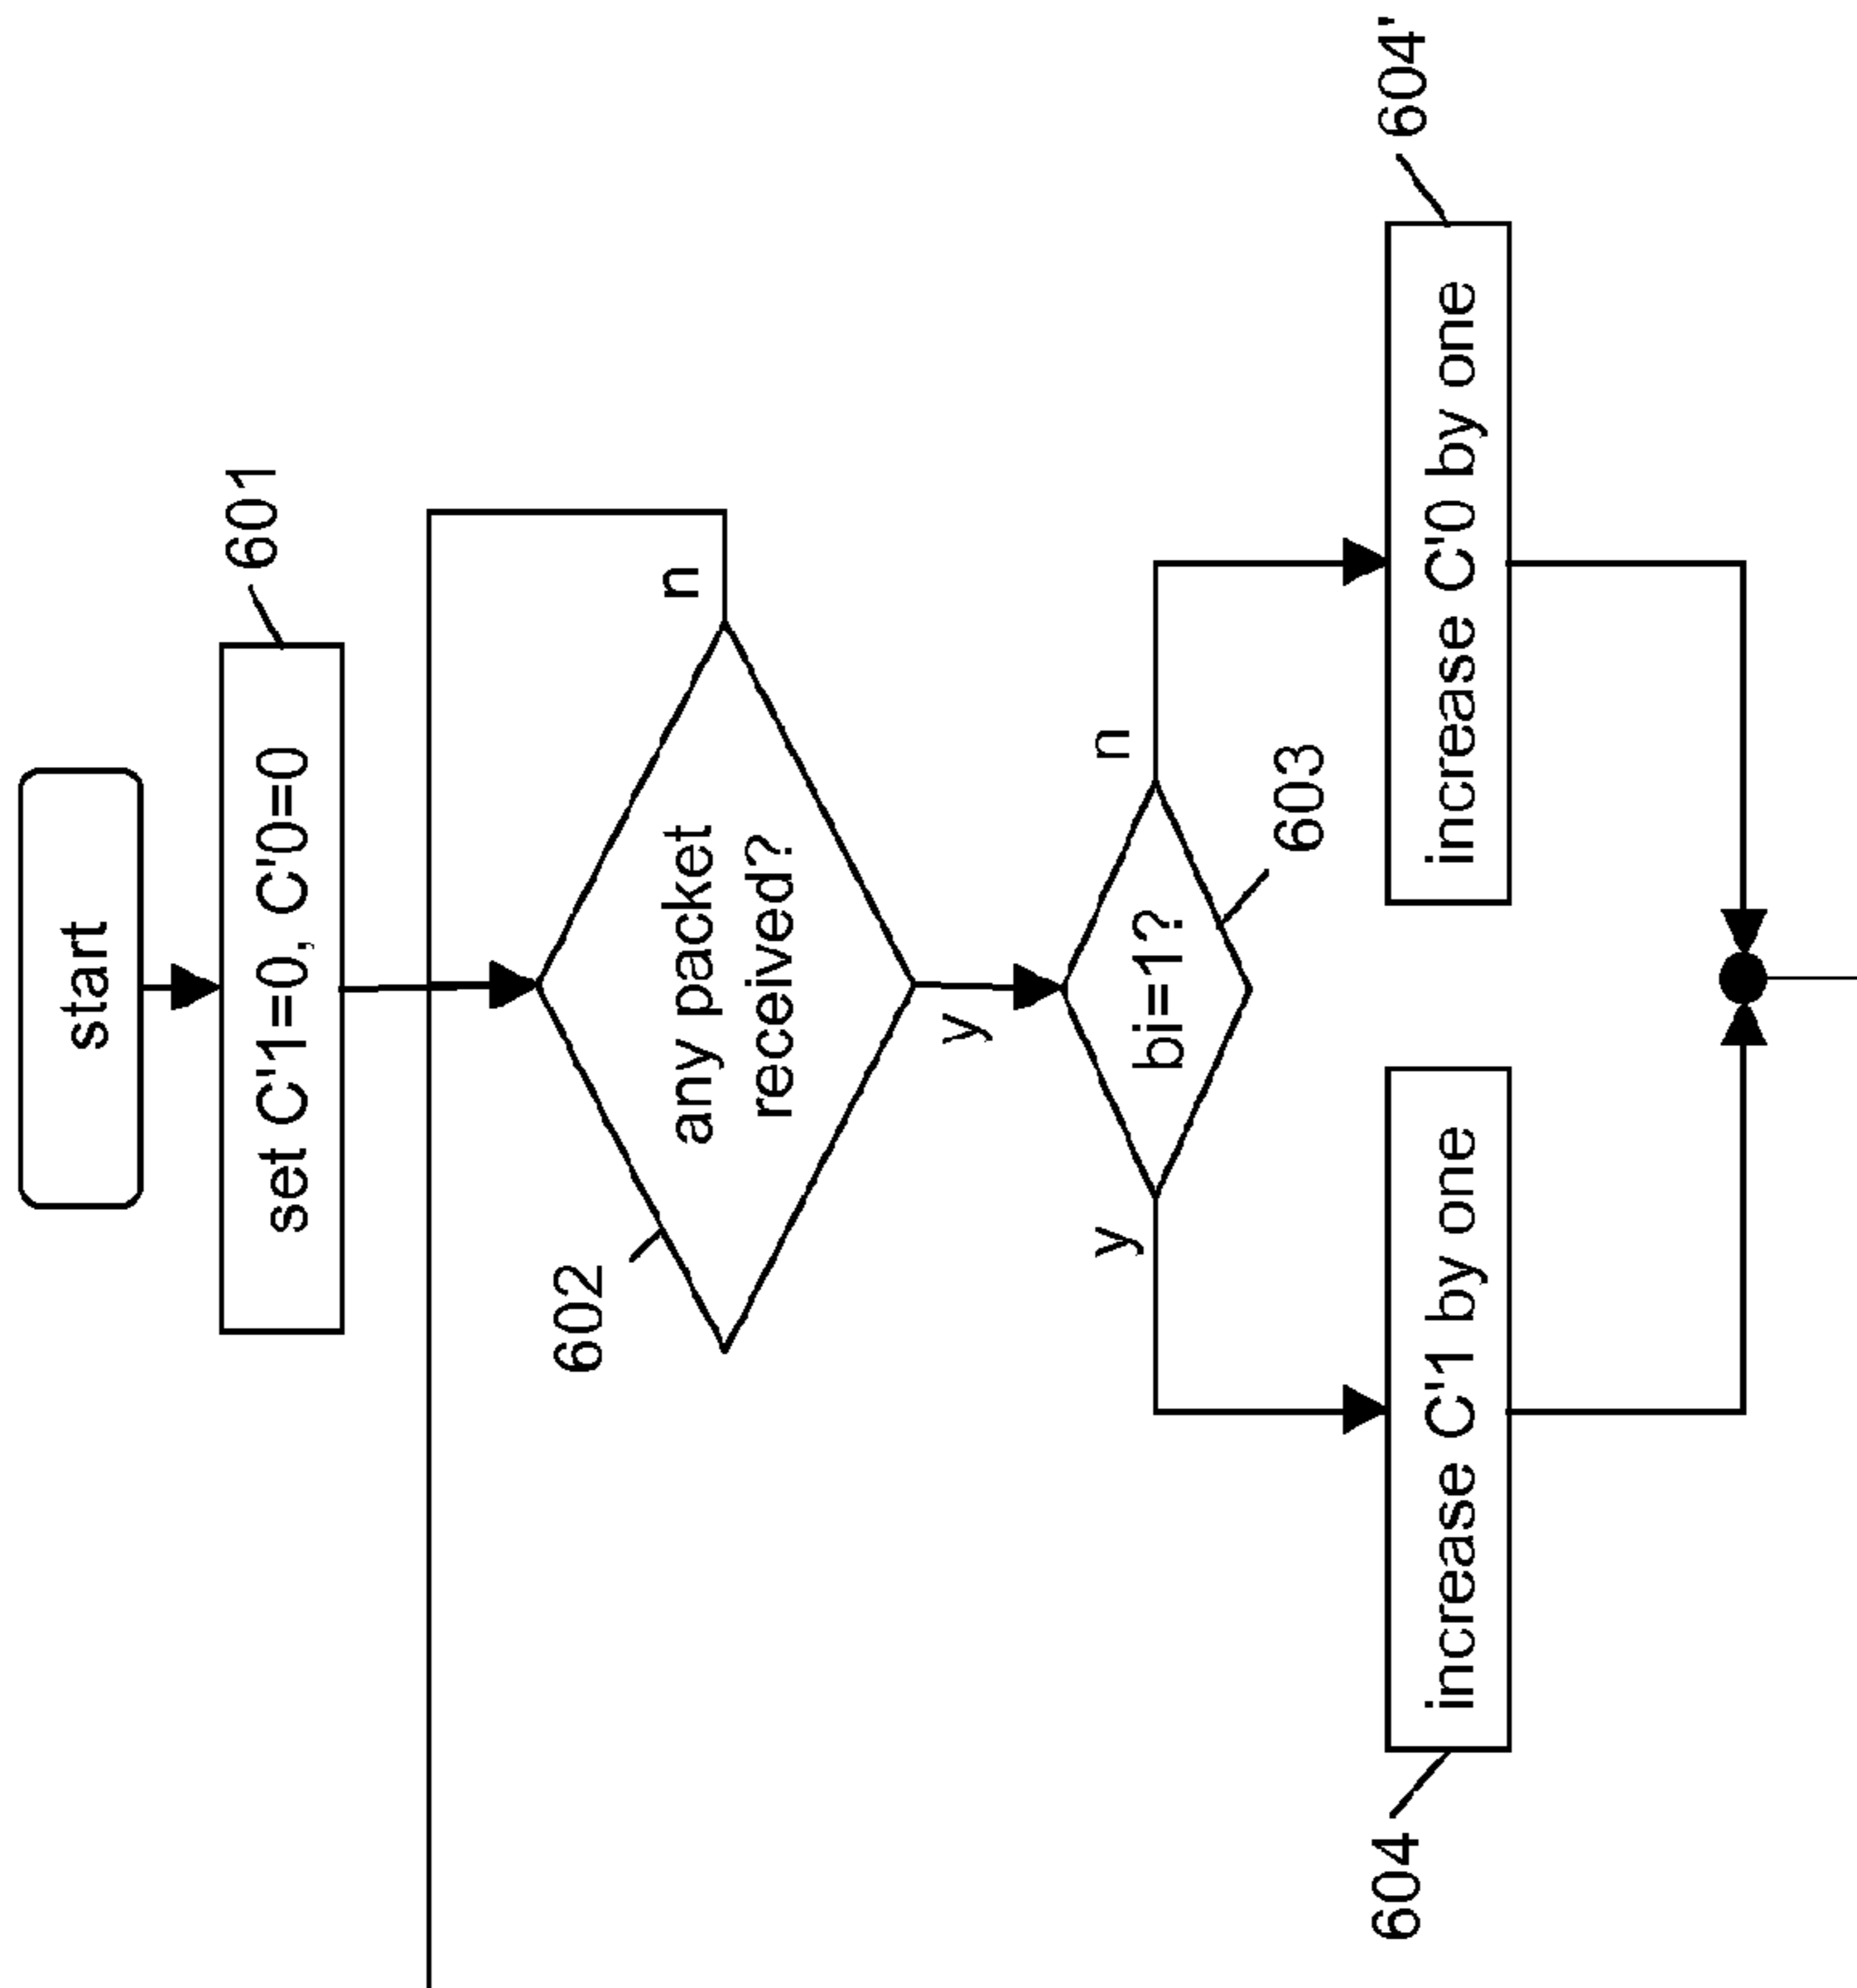 start
601
set C'1=0, C'0=0
602
any packet
received?
n
y
bi=1?
603
y
n
604
increase C'1 by one
increase C'0 by one
604'